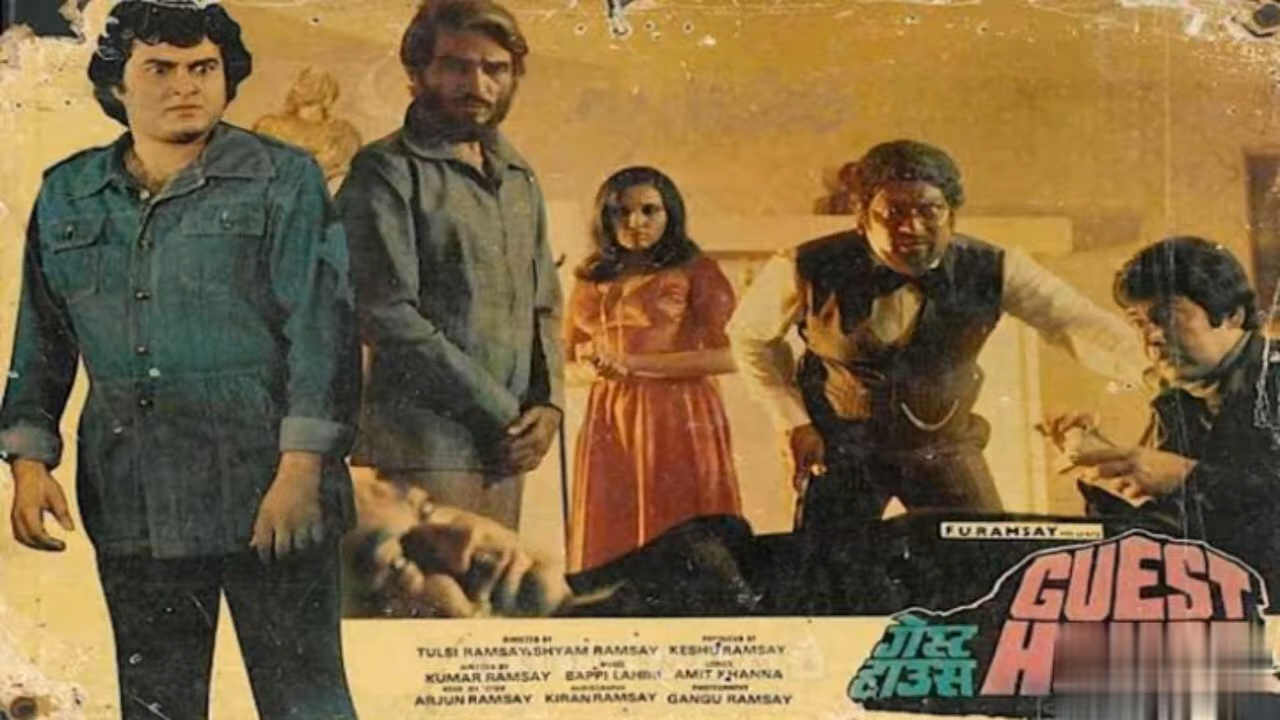 F.U. RAMSAY
GUEST
गेस्ट
हाउस
H
DIRECTED BY PRODUCED BY
TULSI RAMSAY&SHYAM RAMSAY KESHU RAMSAY
WRITTEN BY MUSIC LYRICS
KUMAR RAMSAY BAPPI LAHIRI AMIT KHANNA
PHOTOGRAPHY
ARJUN RAMSAY KIRAN RAMSAY GANGU RAMSAY